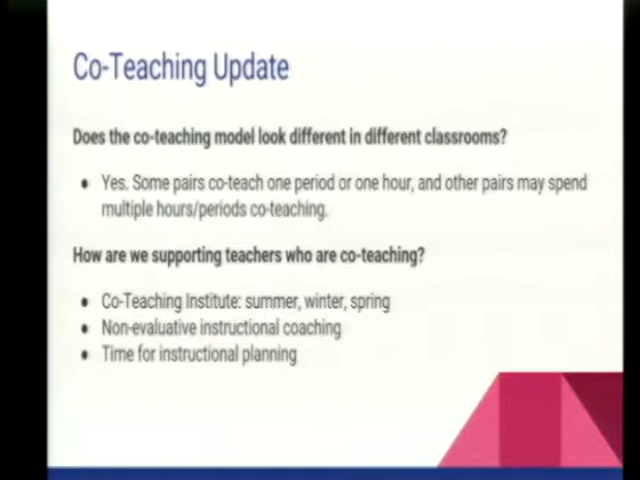 Co-Teaching Update
Does the co-teaching model look different in different classrooms?
● Yes. Some pairs co-teach one period or one hour, and other pairs may spend
multiple hours/periods co-teaching.
How are we supporting teachers who are co-teaching?
● Co-Teaching Institute: summer, winter, spring
● Non-evaluative instructional coaching
● Time for instructional planning